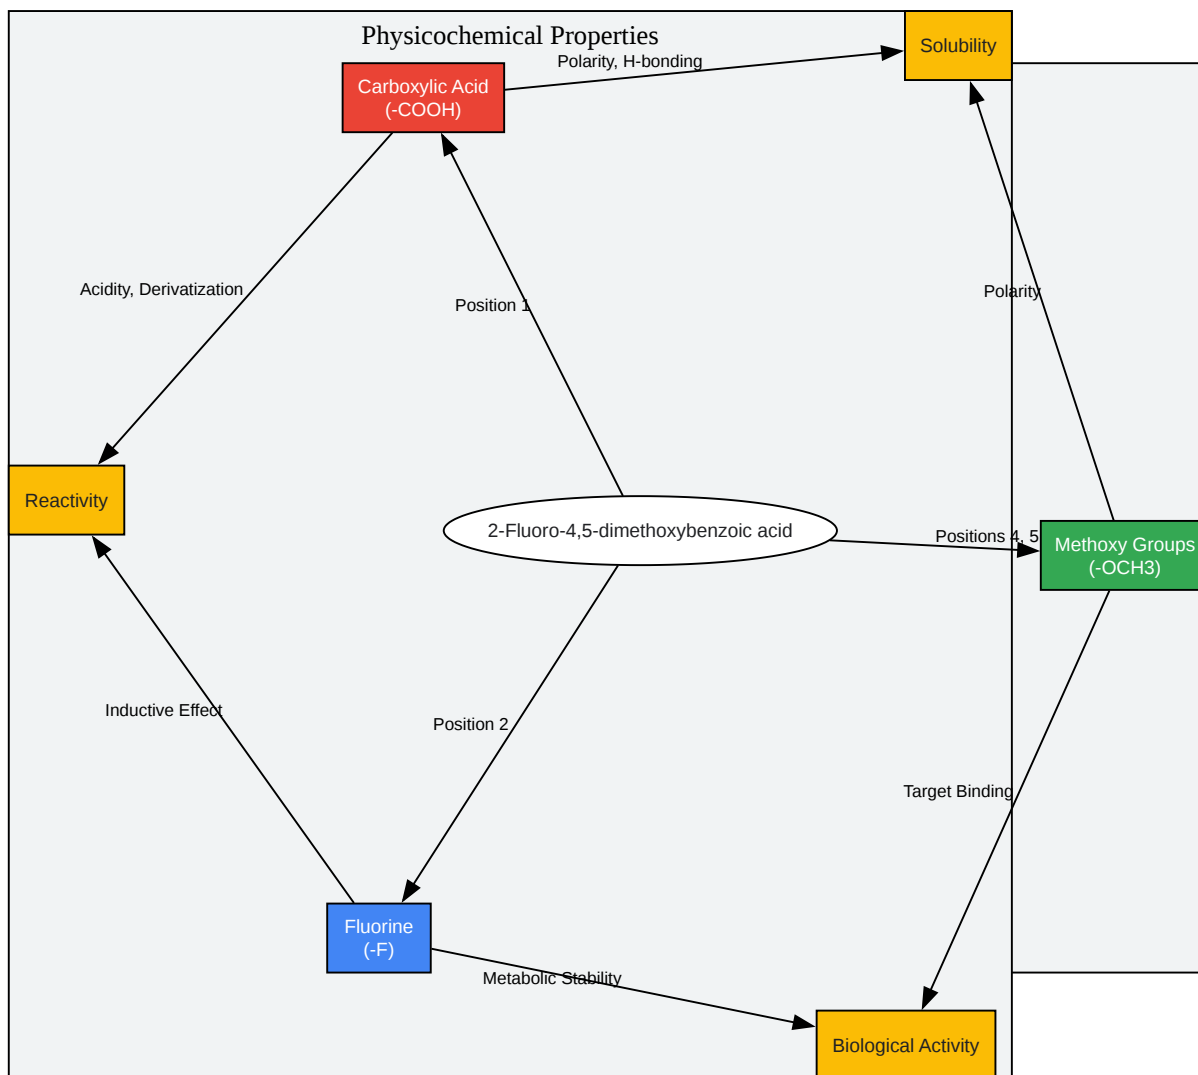 Physicochemical Properties
Solubility
Polarity, H-bonding
Carboxylic Acid
(-COOH)
Acidity, Derivatization
Position 1
Polarity
Reactivity
2-Fluoro-4,5-dimethoxybenzoic acid
Positions 4, 5
Methoxy Groups
(-OCH3)
Inductive Effect
Position 2
Target Binding
Fluorine
(-F)
Metabolic Stability
Biological Activity